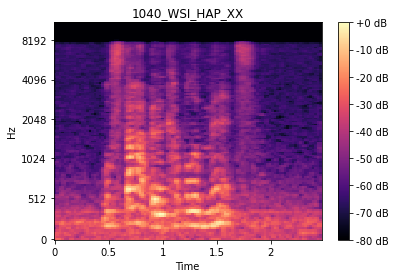 1040_WSI_HAP_XX
Hz
8192
4096
2048
1024
512
0
0
0.5
1
1.5
2
Time
+0 dB
-10 dB
-20 dB
-30 dB
-40 dB
-50 dB
-60 dB
-70 dB
-80 dB